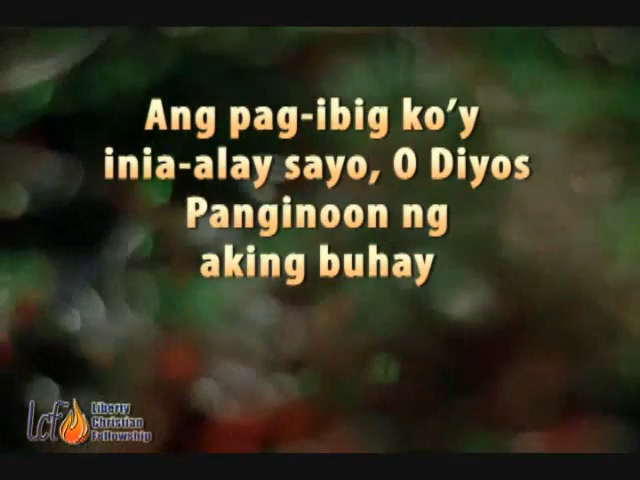 Ang pag-ibig ko'y
inia-alay sayo, O Diyos
Panginoon ng
aking buhay
lcf Liberty
Christian
Fellowship